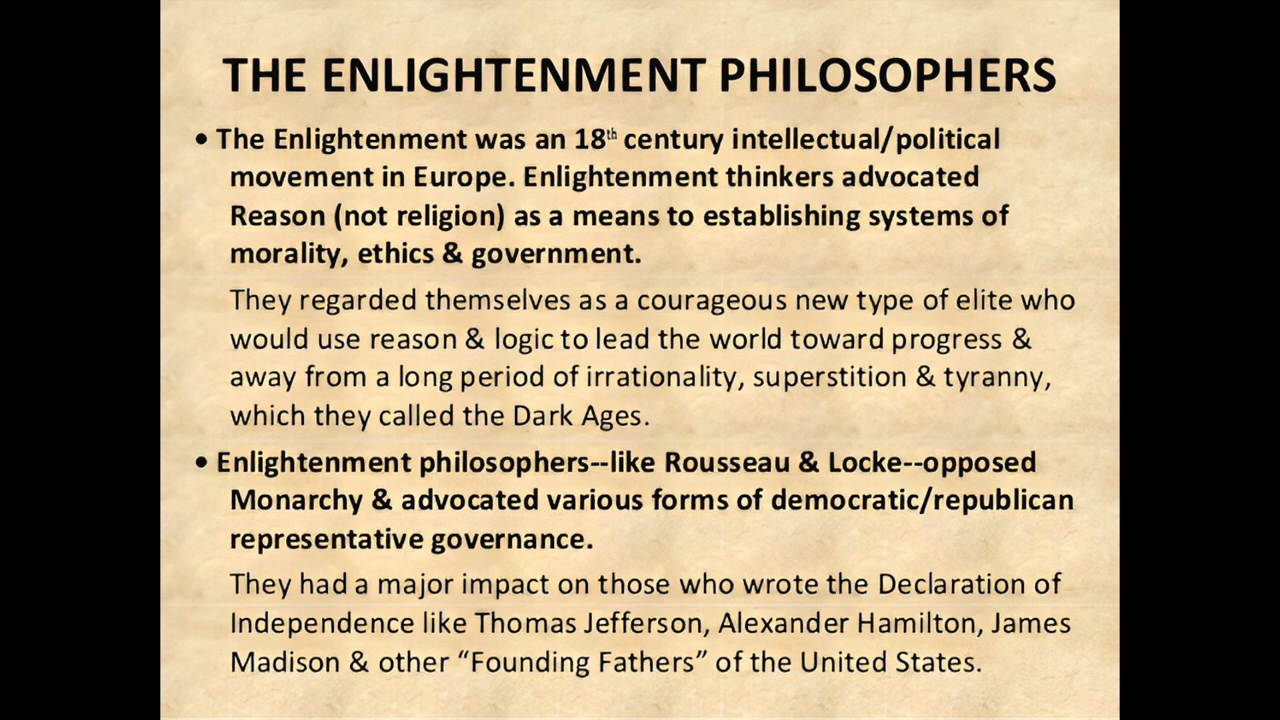 THE ENLIGHTENMENT PHILOSOPHERS
• The Enlightenment was an 18th century intellectual/political
movement in Europe. Enlightenment thinkers advocated
Reason (not religion) as a means to establishing systems of
morality, ethics & government.
They regarded themselves as a courageous new type of elite who
would use reason & logic to lead the world toward progress &
away from a long period of irrationality, superstition & tyranny,
which they called the Dark Ages.
• Enlightenment philosophers--like Rousseau & Locke--opposed
Monarchy & advocated various forms of democratic/republican
representative governance.
They had a major impact on those who wrote the Declaration of
Independence like Thomas Jefferson, Alexander Hamilton, James
Madison & other “Founding Fathers” of the United States.